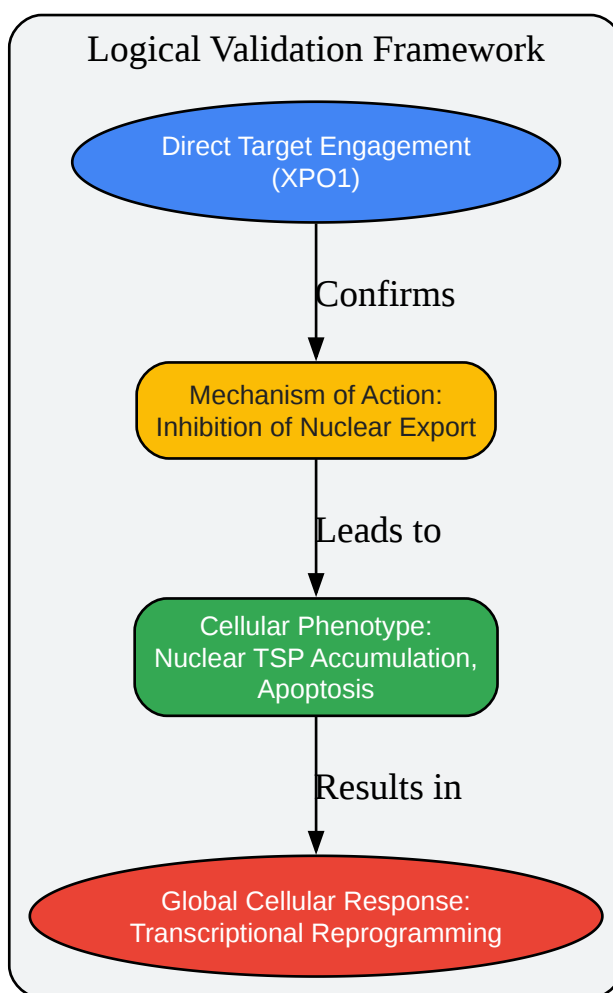 Logical Validation Framework
Direct Target Engagement
(XPO1)
Confirms
Mechanism of Action:
Inhibition of Nuclear Export
Leads to
Cellular Phenotype:
Nuclear TSP Accumulation,
Apoptosis
Results in
Global Cellular Response:
Transcriptional Reprogramming